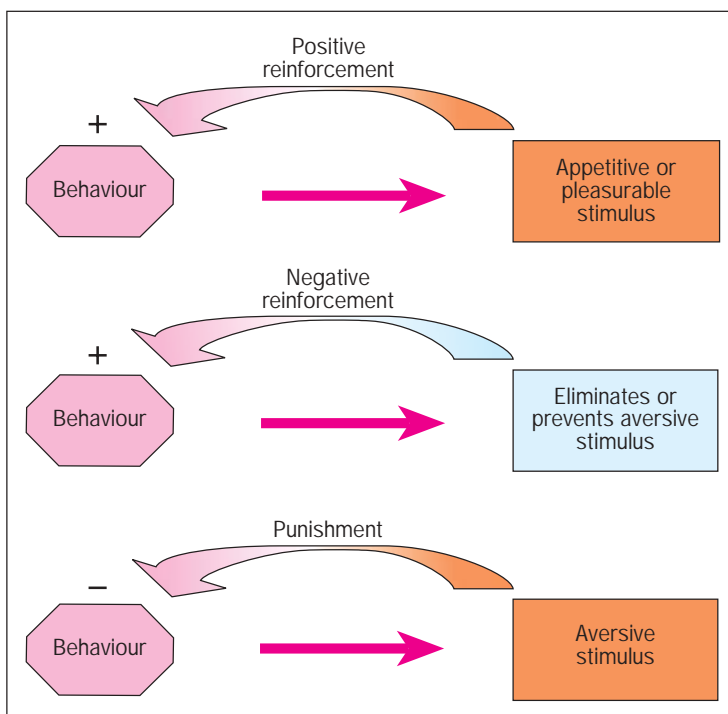 Positive
reinforcement
+
Behaviour
Appetitive or
pleasurable
stimulus
Negative
reinforcement
+
Behaviour
Eliminates or
prevents aversive
stimulus
Punishment
–
Behaviour
Aversive
stimulus